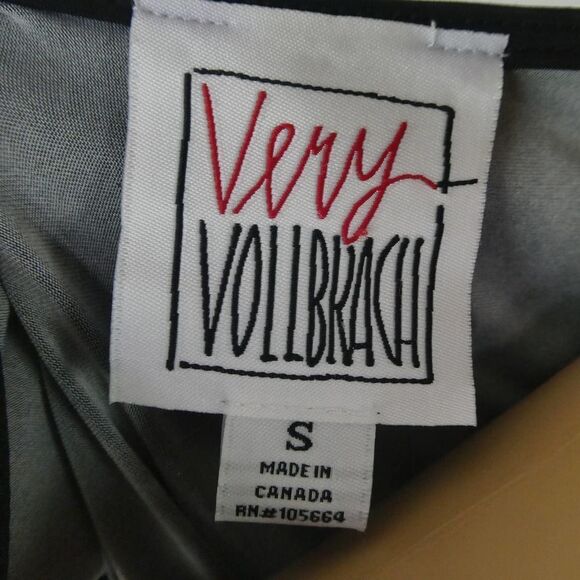 Very
VOLLBRACHT
S
MADE IN
CANADA
RN#105664